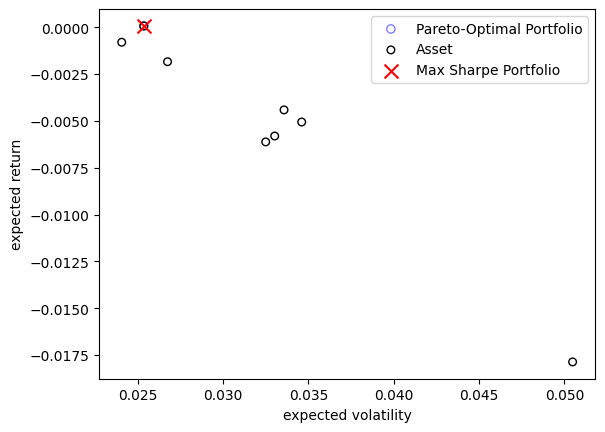 0.0000
−0.0025
−0.0050
−0.0075
−0.0100
−0.0125
−0.0150
−0.0175
expected return
Pareto-Optimal Portfolio
Asset
Max Sharpe Portfolio
0.025
0.030
0.035
0.040
0.045
0.050
expected volatility